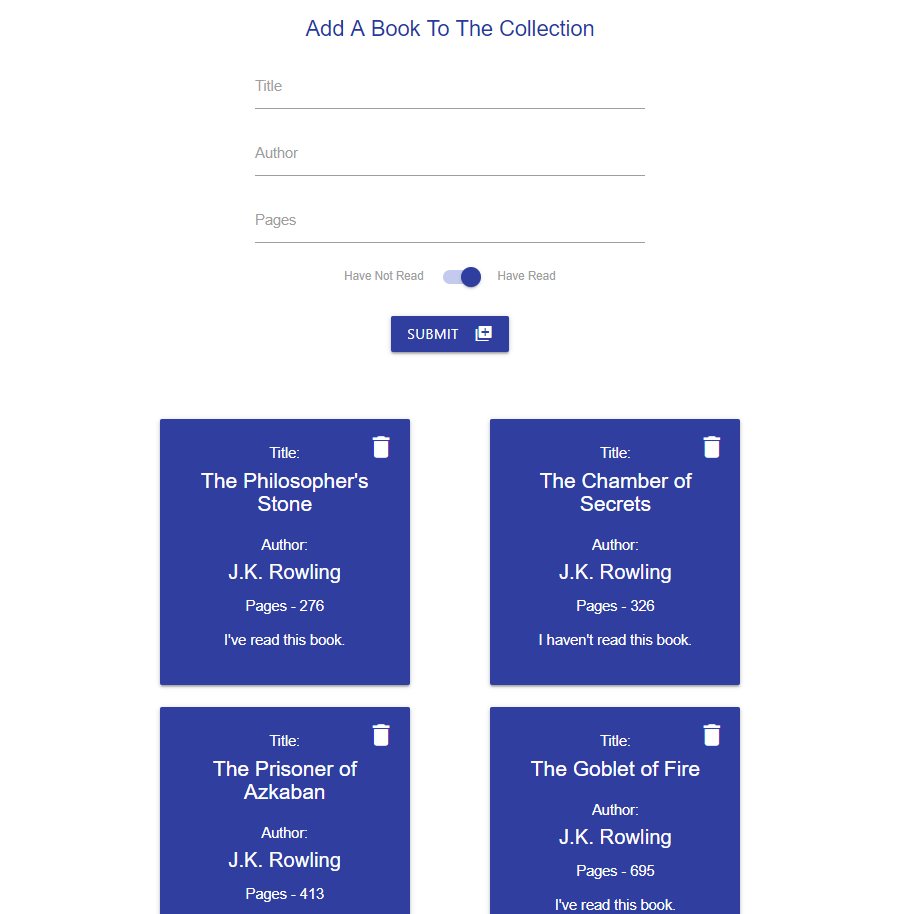 Add A Book To The Collection
Title
Author
Pages
Have Not Read
Have Read
SUBMIT
Title:
The Philosopher's
Stone
Author:
J.K. Rowling
Pages - 276
I've read this book.
Title:
The Chamber of
Secrets
Author:
J.K. Rowling
Pages - 326
I haven't read this book.
Title:
The Prisoner of
Azkaban
Author:
J.K. Rowling
Pages - 413
Title:
The Goblet of Fire
Author:
J.K. Rowling
Pages - 695
I've read this book.